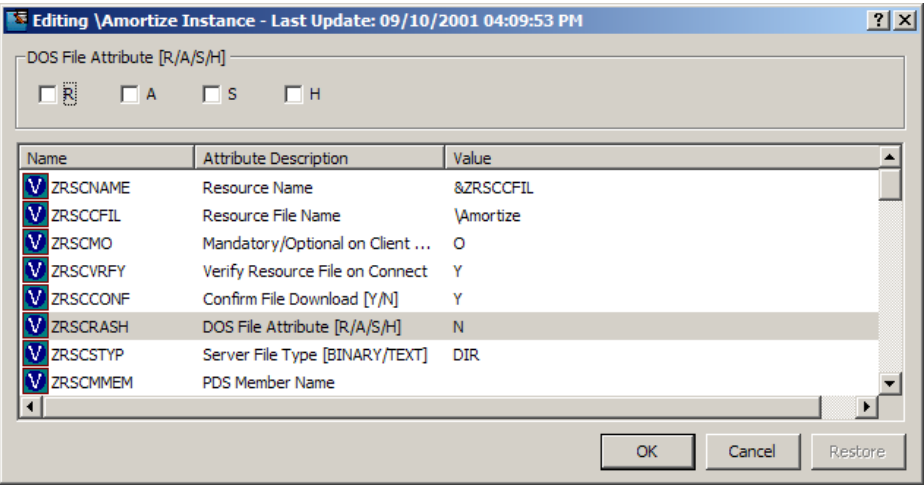 Editing \Amortize Instance - Last Update: 09/10/2001 04:09:53 PM
DOS File Attribute [R/A/S/H]
R A S H
Name Attribute Description Value
V ZRSCNAME Resource Name &ZRSCCFIL
V ZRSCCFIL Resource File Name \Amortize
V ZRSCMO Mandatory/Optional on Client ... O
V ZRSCVRFY Verify Resource File on Connect Y
V ZRSCCONF Confirm File Download [Y/N] Y
V ZRSCRASH DOS File Attribute [R/A/S/H] N
V ZRSCSTYP Server File Type [BINARY/TEXT] DIR
V ZRSCMMEM PDS Member Name
OK Cancel Restore